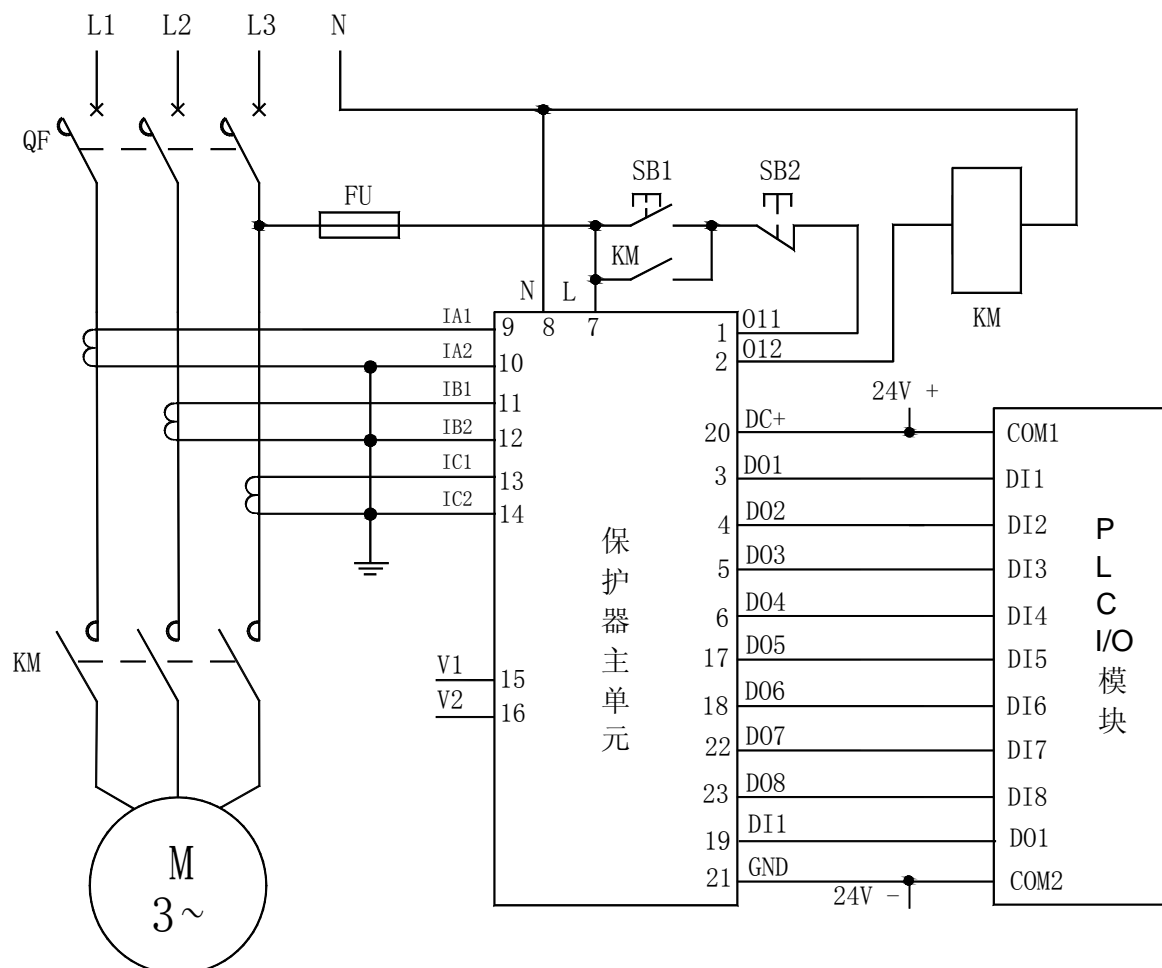 L1 L2 L3 N
QF
FU
SB1 SB2
KM
KM
N L
8 7
IA1 9
IA2 10
IB1 11
IB2 12
IC1 13
IC2 14
V1 15
V2 16
保护器主单元
1 O11
2 O12
24V +
20 DC+ COM1
3 DO1 DI1
4 DO2 DI2
5 DO3 DI3
6 DO4 DI4
17 DO5 DI5
18 DO6 DI6
22 DO7 DI7
23 DO8 DI8
19 DI1 DO1
21 GND COM2
24V -
P
L
C
I/O
模
块
KM
M
3~